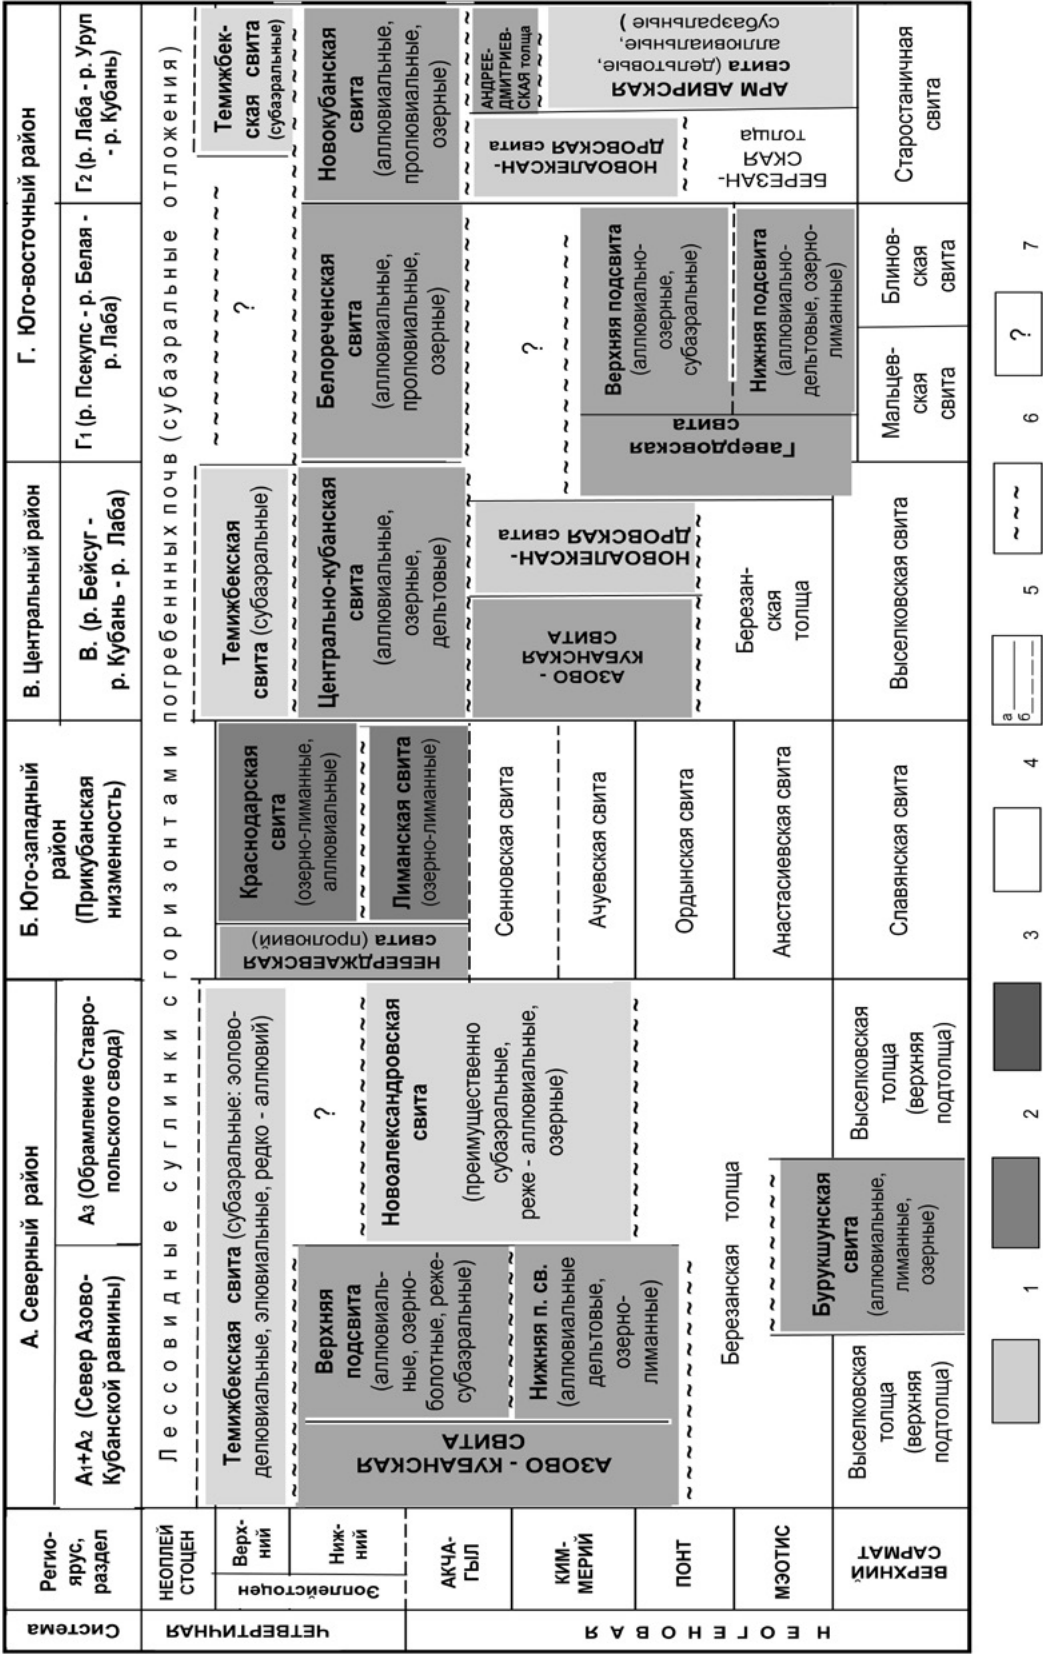 Система
Регио-
ярус,
раздел
А. Северный район
А1+А2 (Север Азово-
Кубанской равнины)
А3 (Обрамление Ставро-
польского свода)
Б. Юго-западный
район
(Прикубанская
низменность)
В. Центральный район
В. (р. Бейсуг -
р. Кубань - р. Лаба)
Г. Юго-восточный район
Г1 (р. Псекупс - р. Белая -
р. Лаба)
Г2 (р. Лаба - р. Уруп
- р. Кубань)
ЧЕТВЕРТИЧНАЯ
НЕОПЛЕЙ
СТОЦЕН
Лессовидные суглинки с горизонтами погребенных почв (субаэральные отложения)
Эоплейстоцен
Верх-
ний
Темижбекская свита (субаэральные: эолово-
делювиальные, элювиальные, редко - аллювий)
НЕБЕРДЖАЕВСКАЯ
свита (пролювий)
Краснодарская
свита
(озерно-лиманные,
аллювиальные)
Темижбекская
свита (субаэральные)
?
Темижбек-
ская свита
(субаэральные)
Ниж-
ний
АЗОВО - КУБАНСКАЯ
СВИТА
Верхняя
подсвита
(аллювиаль-
ные, озерно-
болотные, реже-
субаэральные)
?
Лиманская свита
(озерно-лиманные)
Центрально-кубанская
свита
(аллювиальные,
озерные,
дельтовые)
Белореченская
свита
(аллювиальные,
пролювиальные,
озерные)
Новокубанская
свита
(аллювиальные,
пролювиальные,
озерные)
НЕОГЕНОВАЯ
АКЧА-
ГЫЛ
Новоалександровская
свита
(преимущественно
субаэральные,
реже - аллювиальные,
озерные)
Сенновская свита
АЗОВО -
КУБАНСКАЯ
СВИТА
НОВОАЛЕКСАН-
ДРОВСКАЯ свита
?
НОВОАЛЕКСАН-
ДРОВСКАЯ свита
АНДРЕЕ-
ДМИТРИЕВ-
СКАЯ толща
АРМ АВИРСКАЯ
свита (дельтовые,
аллювиальные,
субаэральные )
КИМ-
МЕРИЙ
Нижняя п. св.
(аллювиальные
дельтовые,
озерно-
лиманные)
Ачуевская свита
Гавердовская
свита
Верхняя подсвита
(аллювиально-
озерные,
субаэральные)
ПОНТ
Ордынская свита
МЭОТИС
Березанская толща
Анастасиевская свита
Березан-
ская
толща
Нижняя подсвита
(аллювиально-
дельтовые, озерно-
лиманные)
БЕРЕЗАН-
СКАЯ
толща
ВЕРХНИЙ
САРМАТ
Выселковская
толща
(верхняя
подтолща)
Бурукшунская
свита
(аллювиальные,
лиманные,
озерные)
Выселковская
толща
(верхняя
подтолща)
Славянская свита
Выселковская свита
Мальцев-
ская
свита
Блинов-
ская
свита
Старостаничная
свита
1
2
3
4
а
б
5
6
?
7